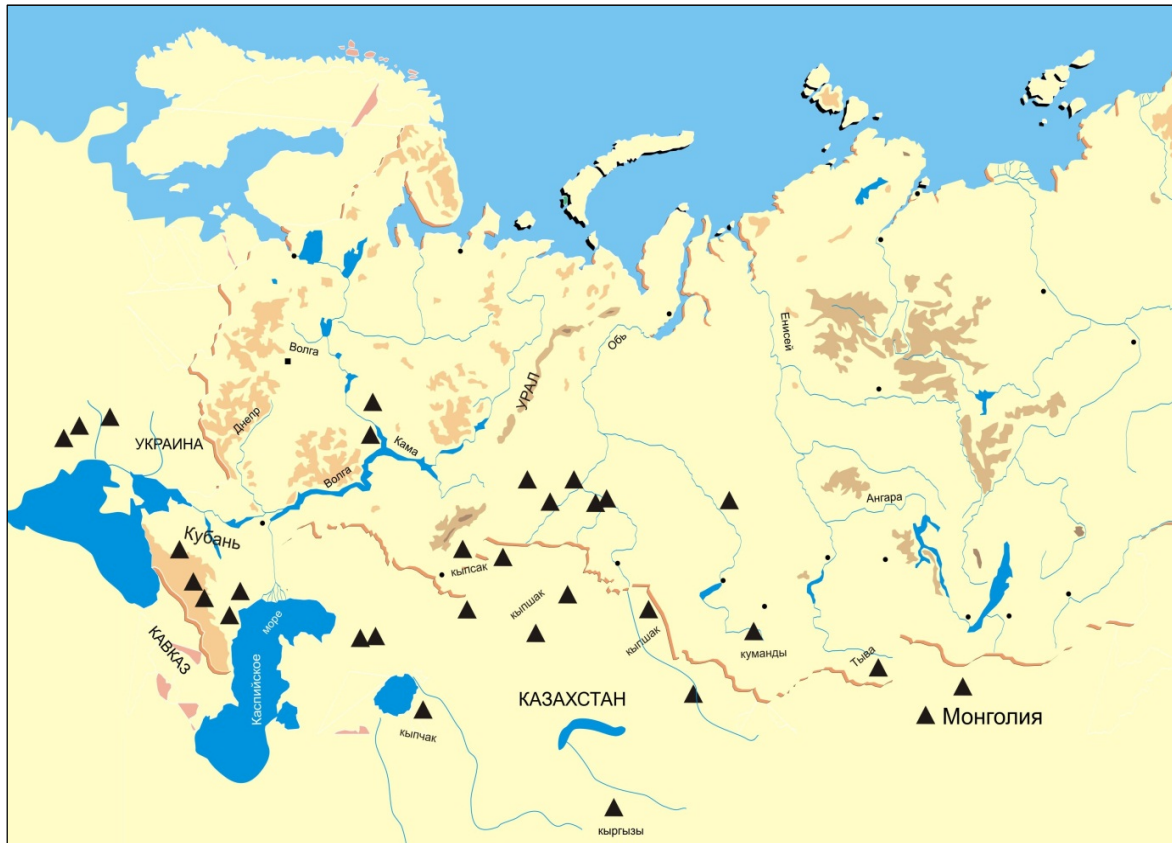 Волга
Обь
Енисей
УРАЛ
Днепр
УКРАИНА
Кама
Волга
Ангара
Кубань
кыпсак
кыпшак
море
кыпшак
куманды
КАВКАЗ
Тыва
Каспийское
КАЗАХСТАН
Монголия
кыпчак
кыргызы